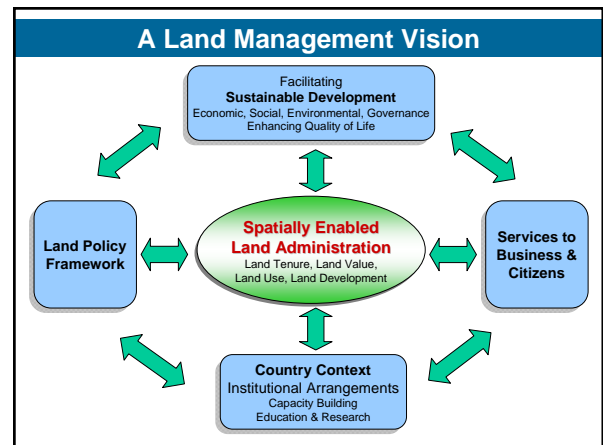 A Land Management Vision
Facilitating
Sustainable Development
Economic, Social, Environmental, Governance
Enhancing Quality of Life
Land Policy
Framework
Spatially Enabled
Land Administration
Land Tenure, Land Value,
Land Use, Land Development
Services to
Business &
Citizens
Country Context
Institutional Arrangements
Capacity Building
Education & Research